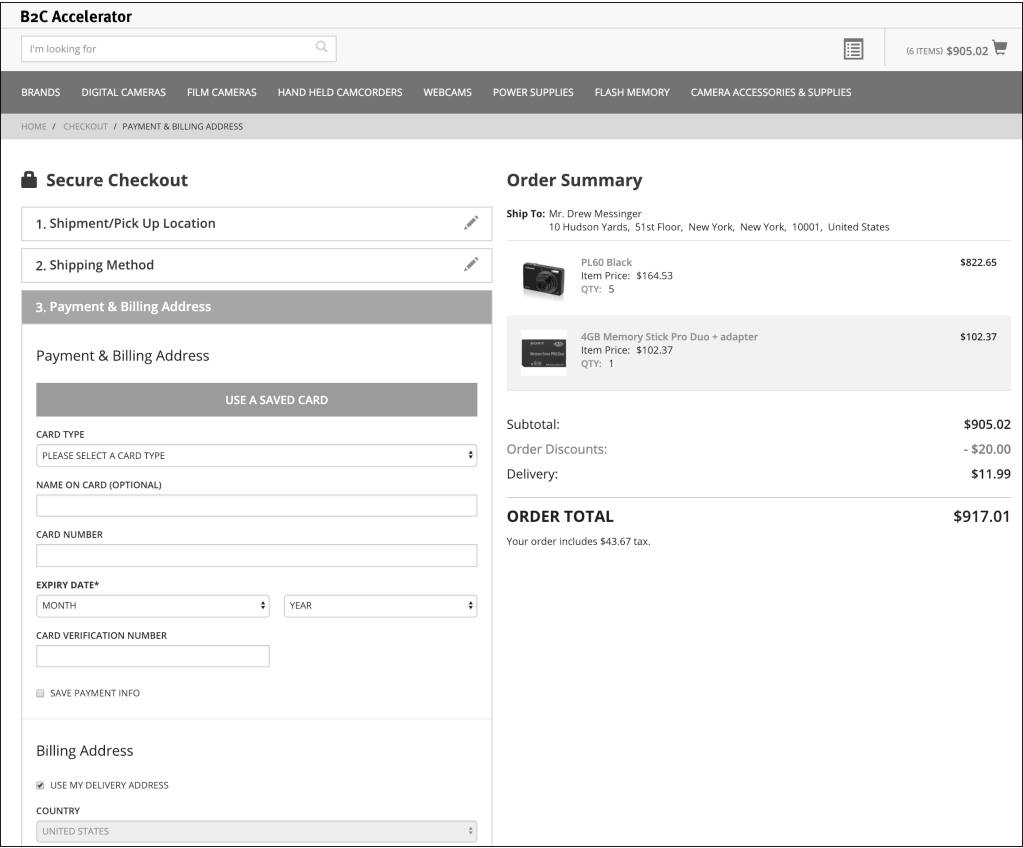 B2C Accelerator
I'm looking for
(6 ITEMS) $905.02
BRANDS DIGITAL CAMERAS FILM CAMERAS HAND HELD CAMCORDERS WEBCAMS POWER SUPPLIES FLASH MEMORY CAMERA ACCESSORIES & SUPPLIES
HOME / CHECKOUT / PAYMENT & BILLING ADDRESS
Secure Checkout
1. Shipment/Pick Up Location
2. Shipping Method
3. Payment & Billing Address
Payment & Billing Address
USE A SAVED CARD
CARD TYPE
PLEASE SELECT A CARD TYPE
NAME ON CARD (OPTIONAL)
CARD NUMBER
EXPIRY DATE*
MONTH YEAR
CARD VERIFICATION NUMBER
SAVE PAYMENT INFO
Billing Address
USE MY DELIVERY ADDRESS
COUNTRY
UNITED STATES
Order Summary
Ship To: Mr. Drew Messinger
10 Hudson Yards, 51st Floor, New York, New York, 10001, United States
PL60 Black $822.65
Item Price: $164.53
QTY: 5
SONY
4GB Memory Stick Pro Duo + adapter $102.37
Item Price: $102.37
QTY: 1
Subtotal: $905.02
Order Discounts: - $20.00
Delivery: $11.99
ORDER TOTAL $917.01
Your order includes $43.67 tax.